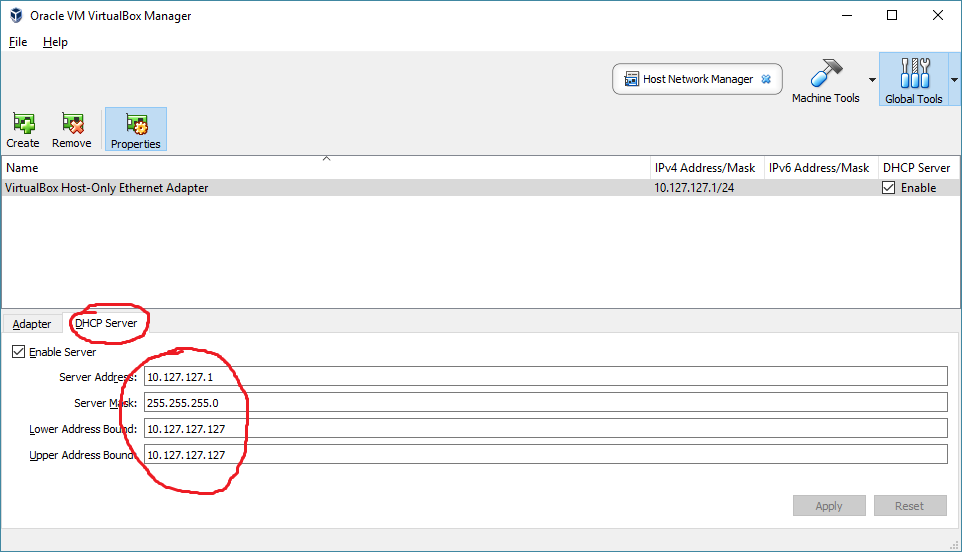 Oracle VM VirtualBox Manager
File Help
Host Network Manager
Machine Tools
Global Tools
Create Remove Properties
Name IPv4 Address/Mask IPv6 Address/Mask DHCP Server
VirtualBox Host-Only Ethernet Adapter 10.127.127.1/24 Enable
Adapter DHCP Server
Enable Server
Server Address: 10.127.127.1
Server Mask: 255.255.255.0
Lower Address Bound: 10.127.127.127
Upper Address Bound: 10.127.127.127
Apply Reset